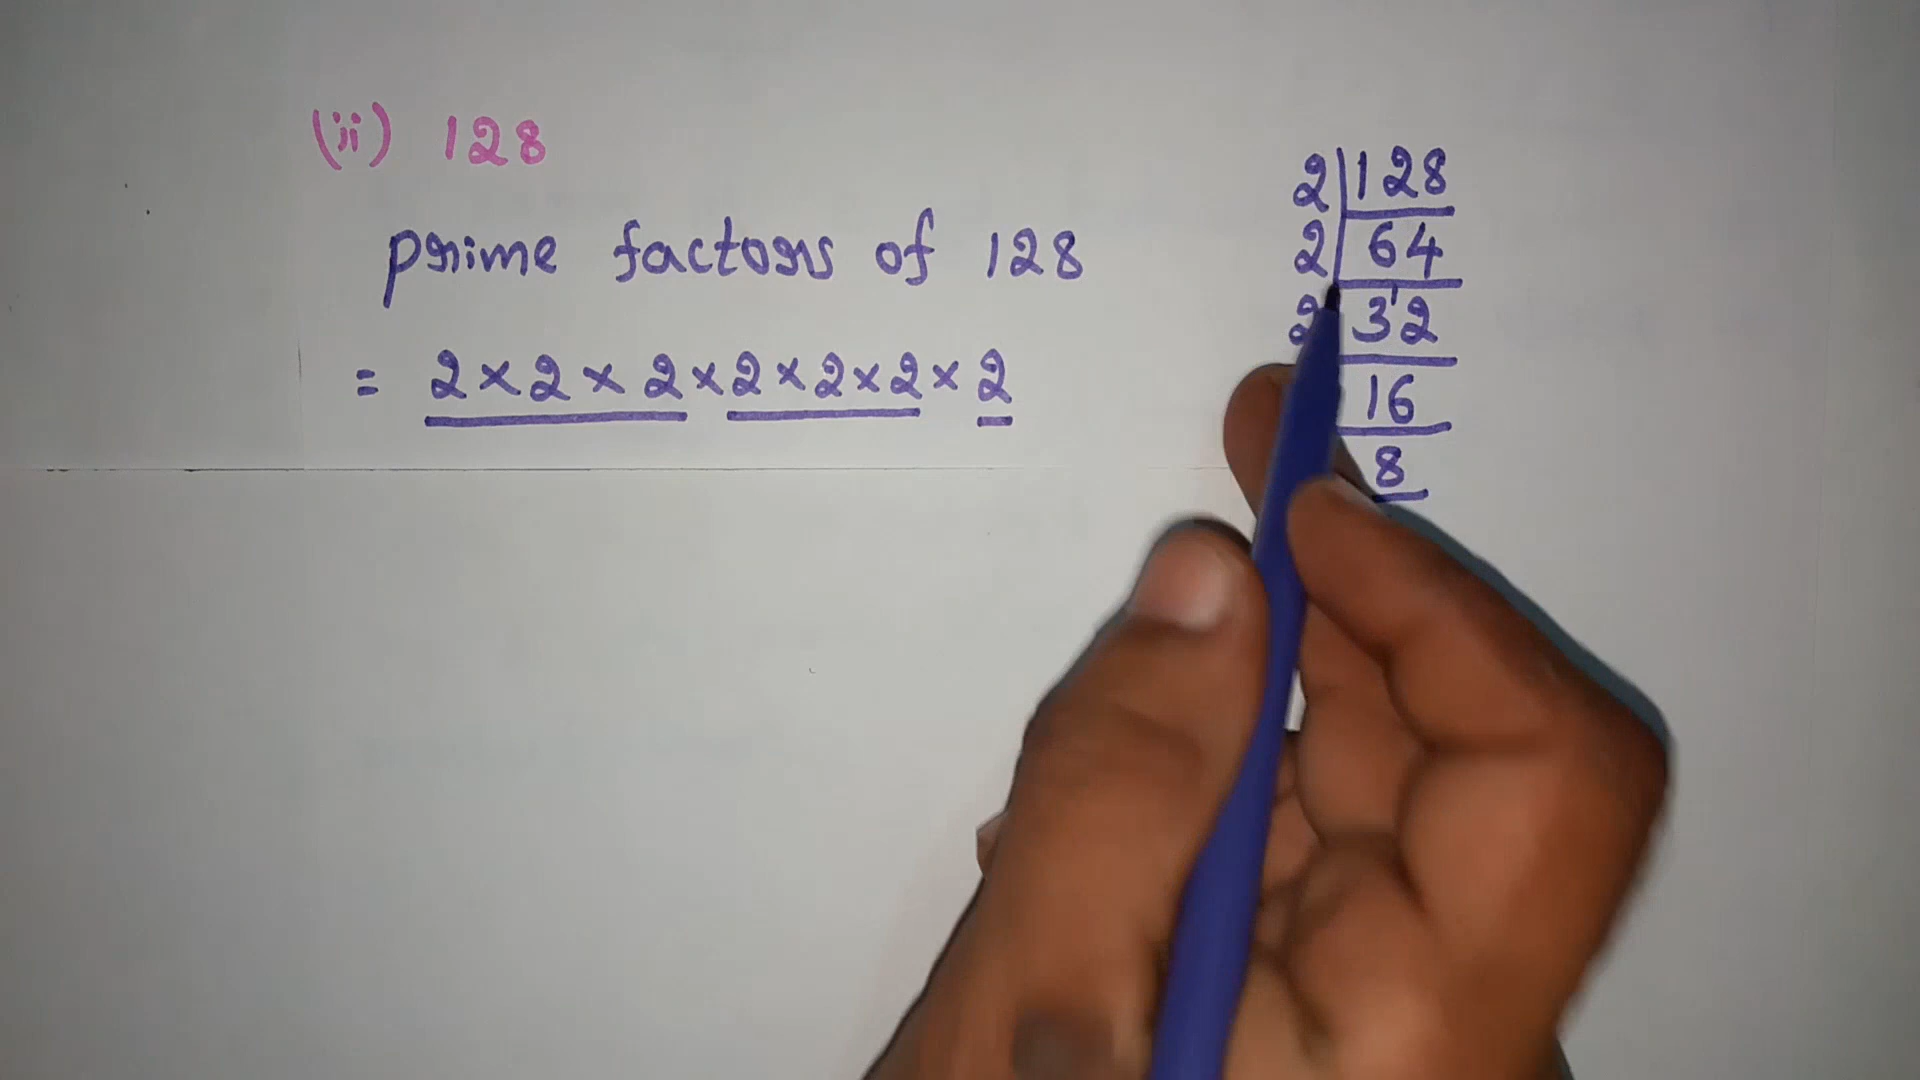 (ii) 128
prime factors of 128
= 2 × 2 × 2 × 2 × 2 × 2 × 2
2 | 128
2 | 64
2 | 32
16
8